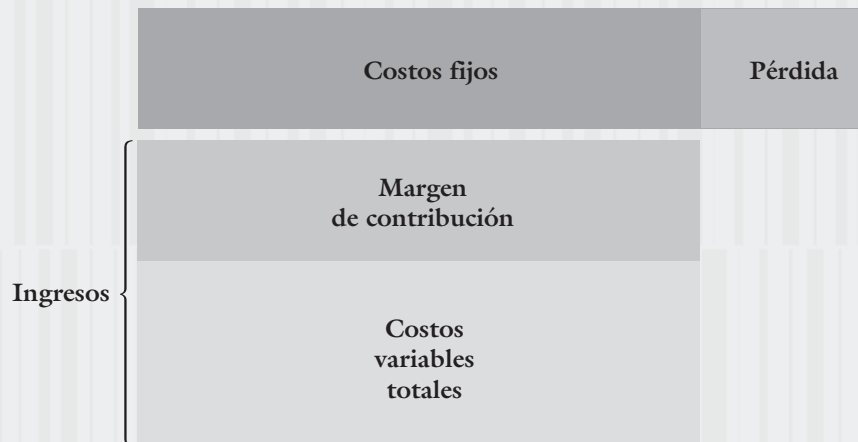 Costos fijos
Pérdida
Margen
de contribución
Ingresos
Costos
variables
totales